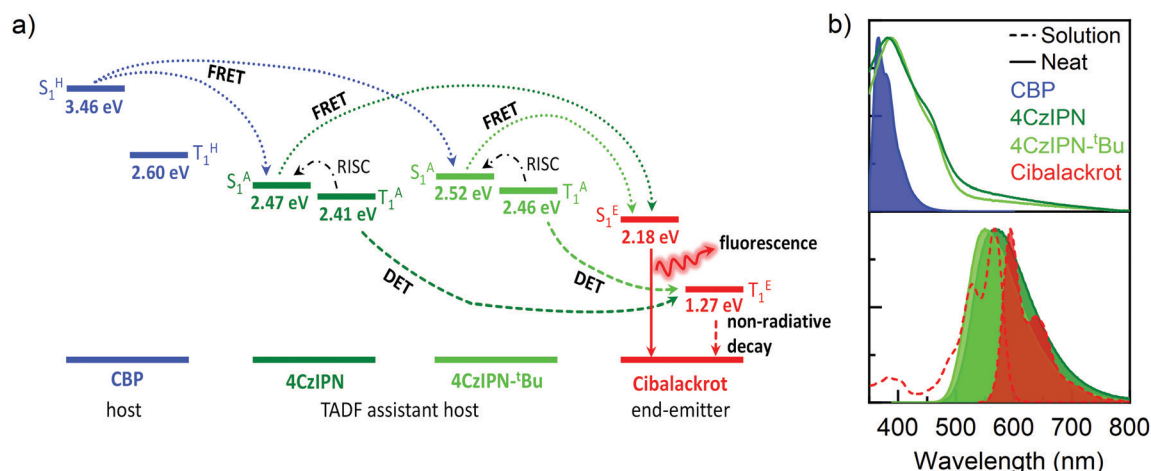 a)
FRET
S₁ᴴ
3.46 eV
T₁ᴴ
2.60 eV
FRET
FRET
RISC
RISC
S₁ᴬ
2.47 eV
T₁ᴬ
2.41 eV
S₁ᴬ
2.52 eV
T₁ᴬ
2.46 eV
S₁ᴱ
2.18 eV
fluorescence
DET
DET
T₁ᴱ
1.27 eV
non-radiative
decay
CBP
4CzIPN
4CzIPN-ᵗBu
Cibalackrot
host
TADF assistant host
end-emitter
b)
Solution
Neat
CBP
4CzIPN
4CzIPN-ᵗBu
Cibalackrot
400 500 600 700 800
Wavelength (nm)